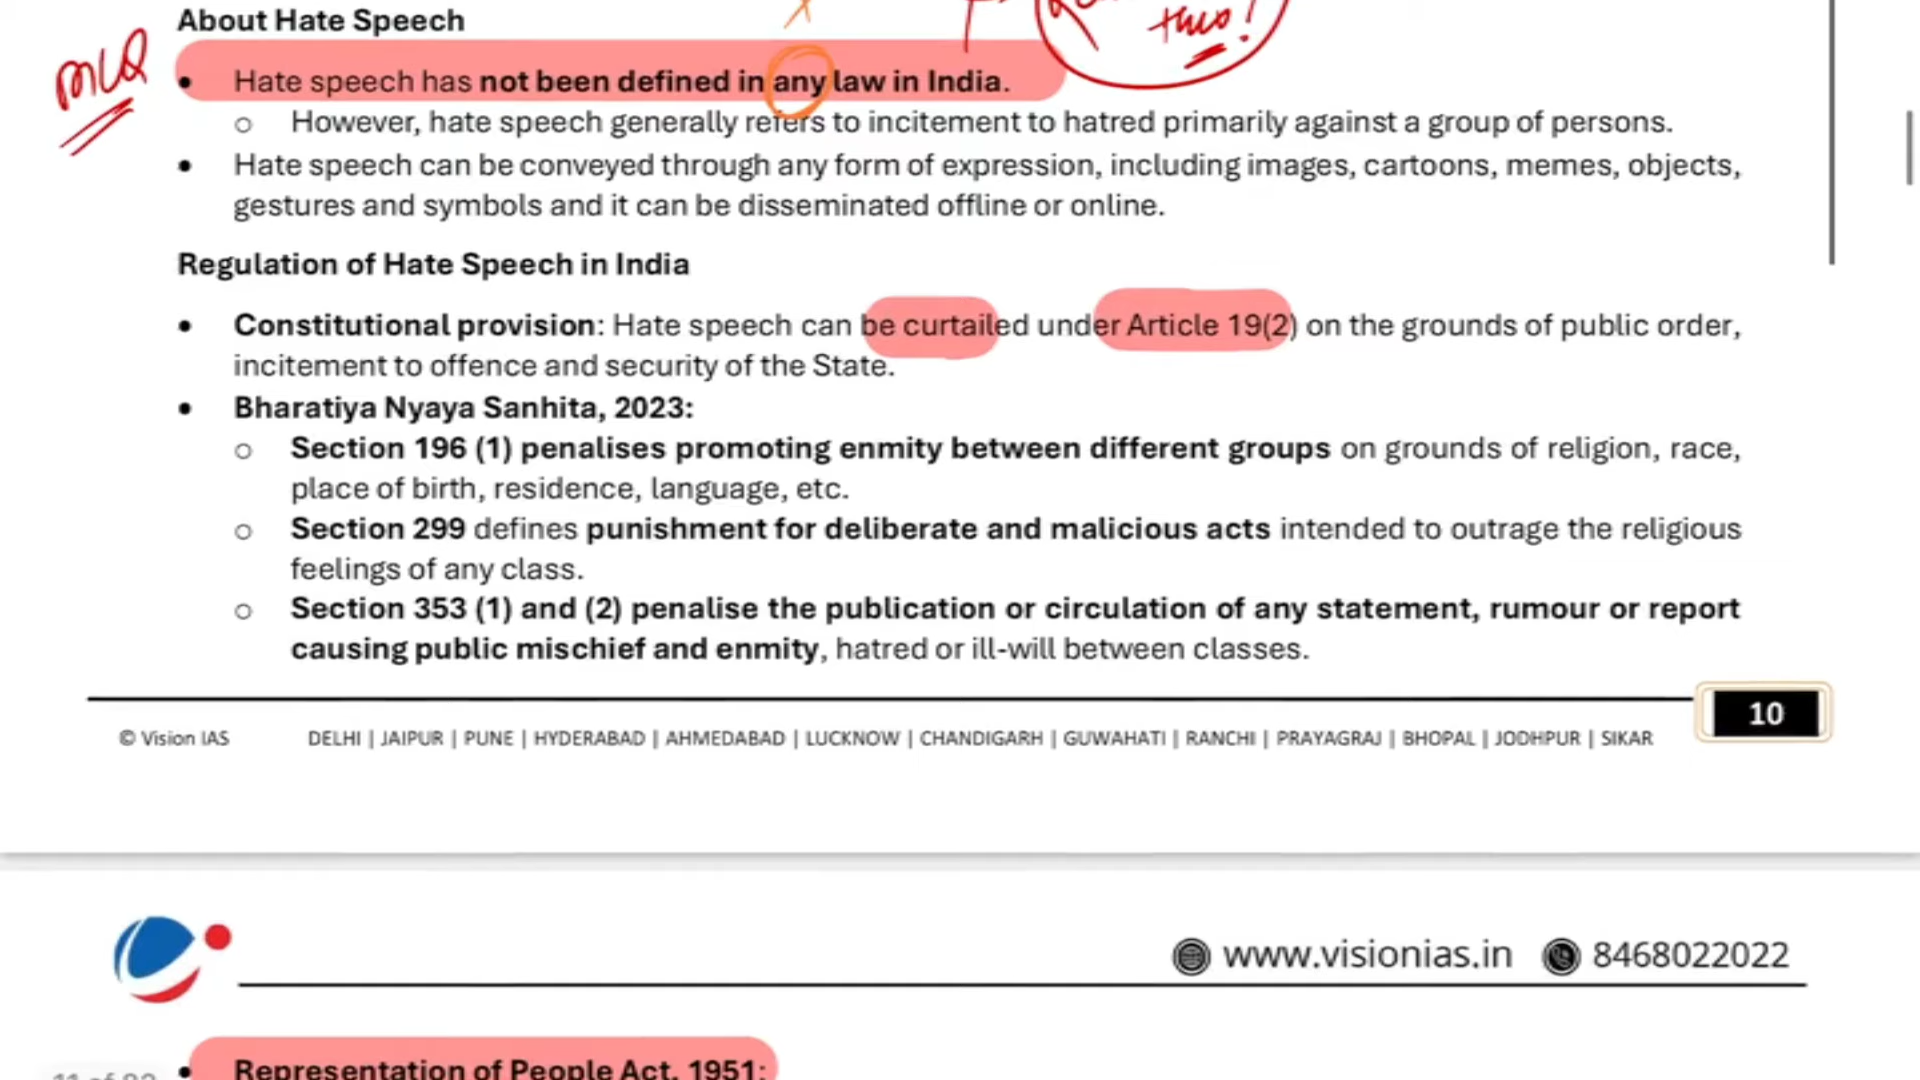 this!
About Hate Speech
MCQ
• Hate speech has not been defined in any law in India.
o However, hate speech generally refers to incitement to hatred primarily against a group of persons.
• Hate speech can be conveyed through any form of expression, including images, cartoons, memes, objects,
gestures and symbols and it can be disseminated offline or online.
Regulation of Hate Speech in India
• Constitutional provision: Hate speech can be curtailed under Article 19(2) on the grounds of public order,
incitement to offence and security of the State.
• Bharatiya Nyaya Sanhita, 2023:
o Section 196 (1) penalises promoting enmity between different groups on grounds of religion, race,
place of birth, residence, language, etc.
o Section 299 defines punishment for deliberate and malicious acts intended to outrage the religious
feelings of any class.
o Section 353 (1) and (2) penalise the publication or circulation of any statement, rumour or report
causing public mischief and enmity, hatred or ill-will between classes.
10
© Vision IAS DELHI | JAIPUR | PUNE | HYDERABAD | AHMEDABAD | LUCKNOW | CHANDIGARH | GUWAHATI | RANCHI | PRAYAGRAJ | BHOPAL | JODHPUR | SIKAR
www.visionias.in 8468022022
• Representation of People Act, 1951: